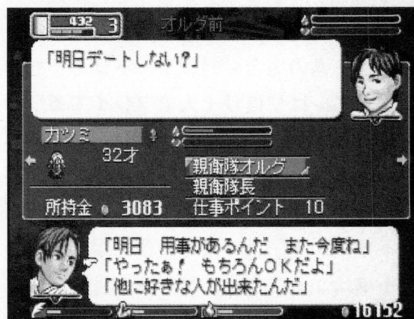 432 3
オルグ前
「明日デートしない?」
カツミ
32才
親衛隊オルグ
親衛隊長
所持金 3083
仕事ポイント 10
「明日 用事があるんだ また今度ね」
「やったぁ! もちろんOKだよ」
「他に好きな人が出来たんだ」
16152